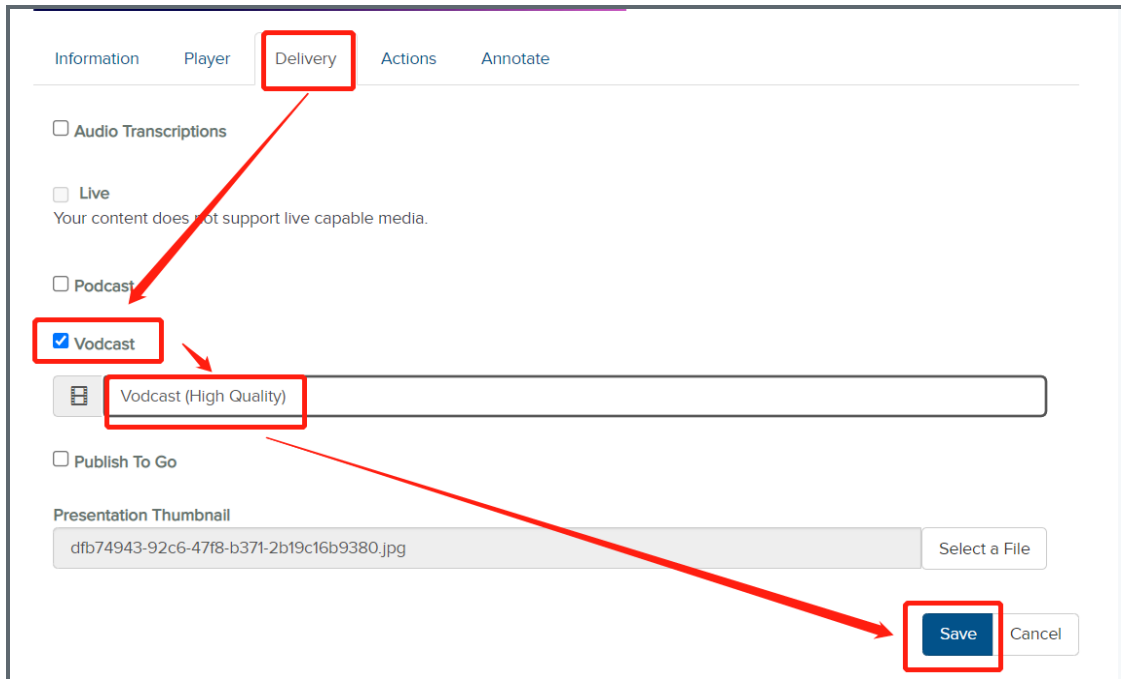 Information Player Delivery Actions Annotate
Audio Transcriptions
Live
Your content does not support live capable media.
Podcast
Vodcast
Vodcast (High Quality)
Publish To Go
Presentation Thumbnail
dfb74943-92c6-47f8-b371-2b19c16b9380.jpg Select a File
Save Cancel